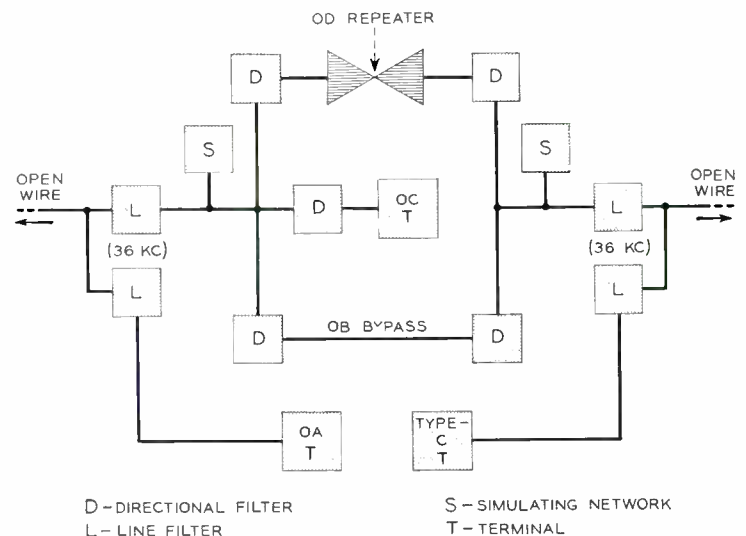 OD REPEATER
D
D
S
S
OPEN
WIRE
OPEN
WIRE
L
D
OC
T
L
(36 KC)
(36 KC)
L
L
D
OB BYPASS
D
OA
T
TYPE-
C
T
D-DIRECTIONAL FILTER
S-SIMULATING NETWORK
L-LINE FILTER
T-TERMINAL